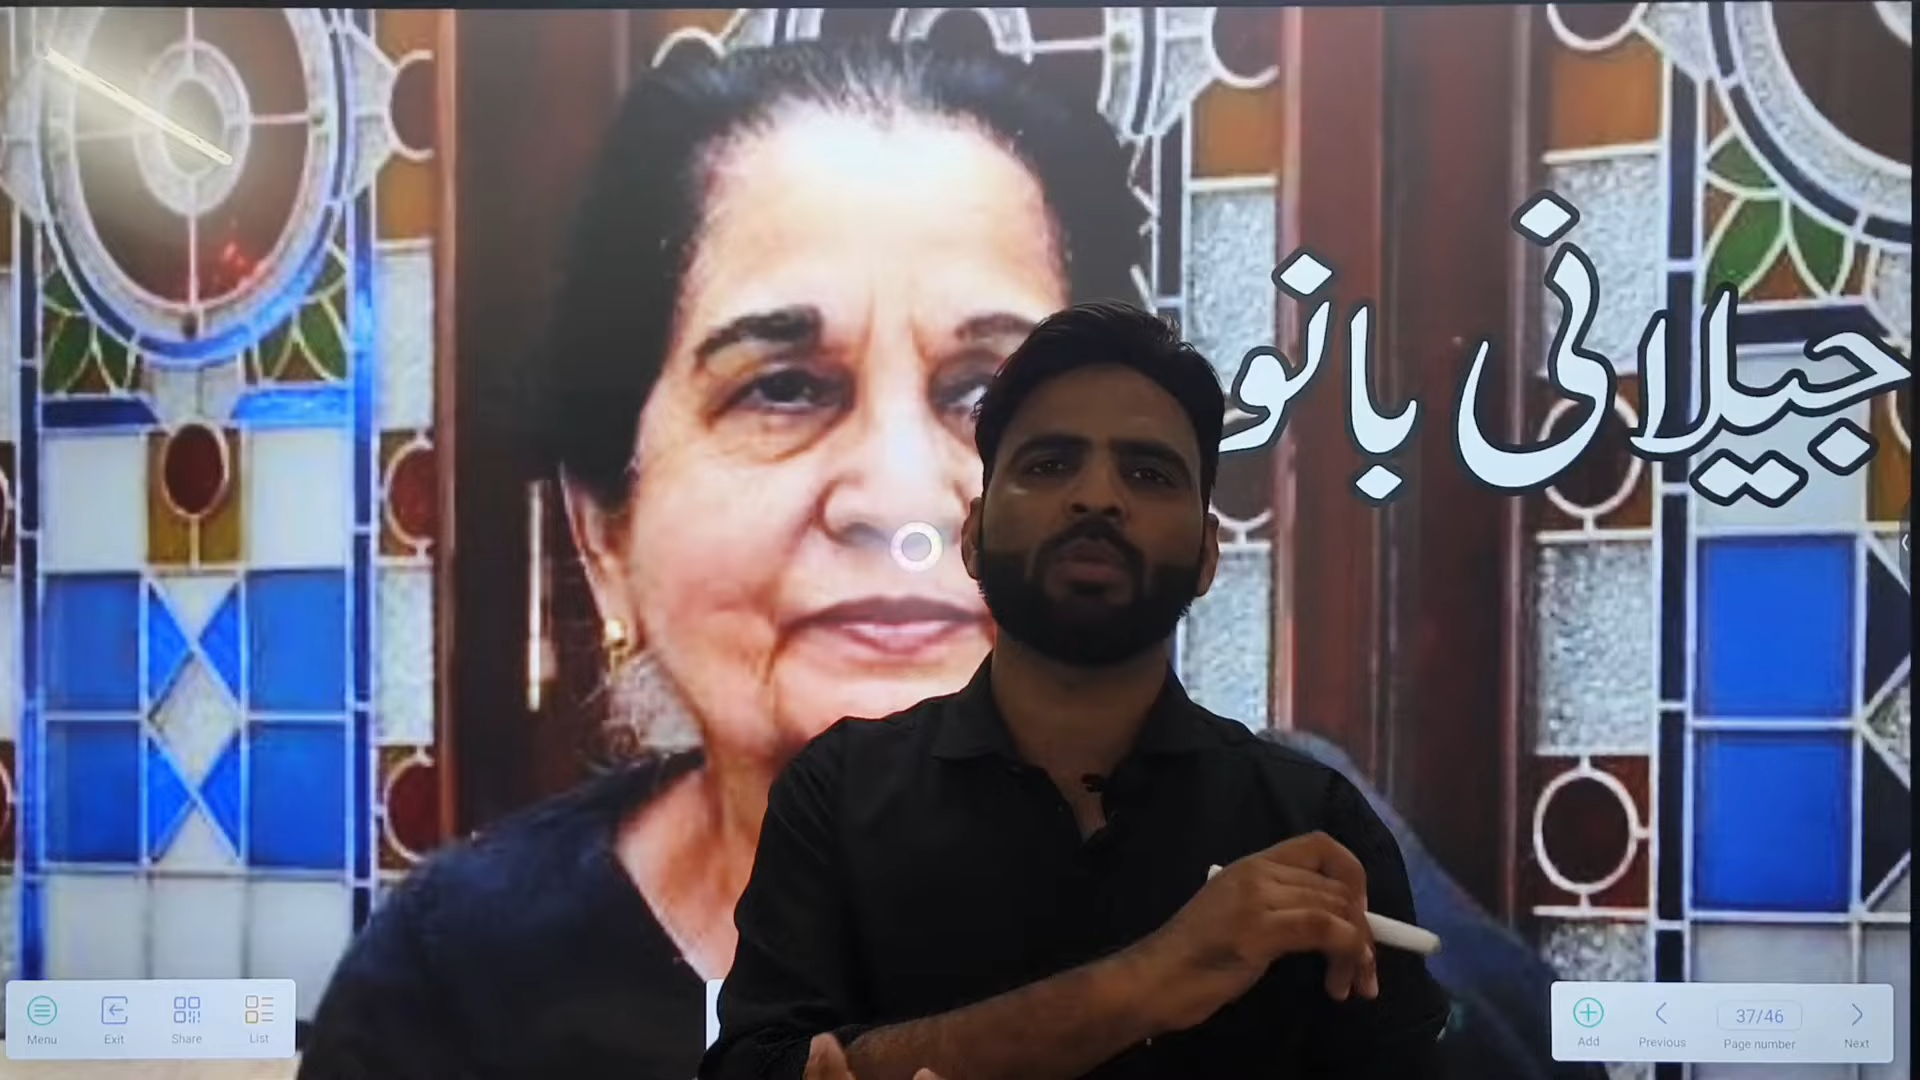 جیلانی بانو
Menu
Exit
Share
List
Add
Previous
37/46
Page number
Next